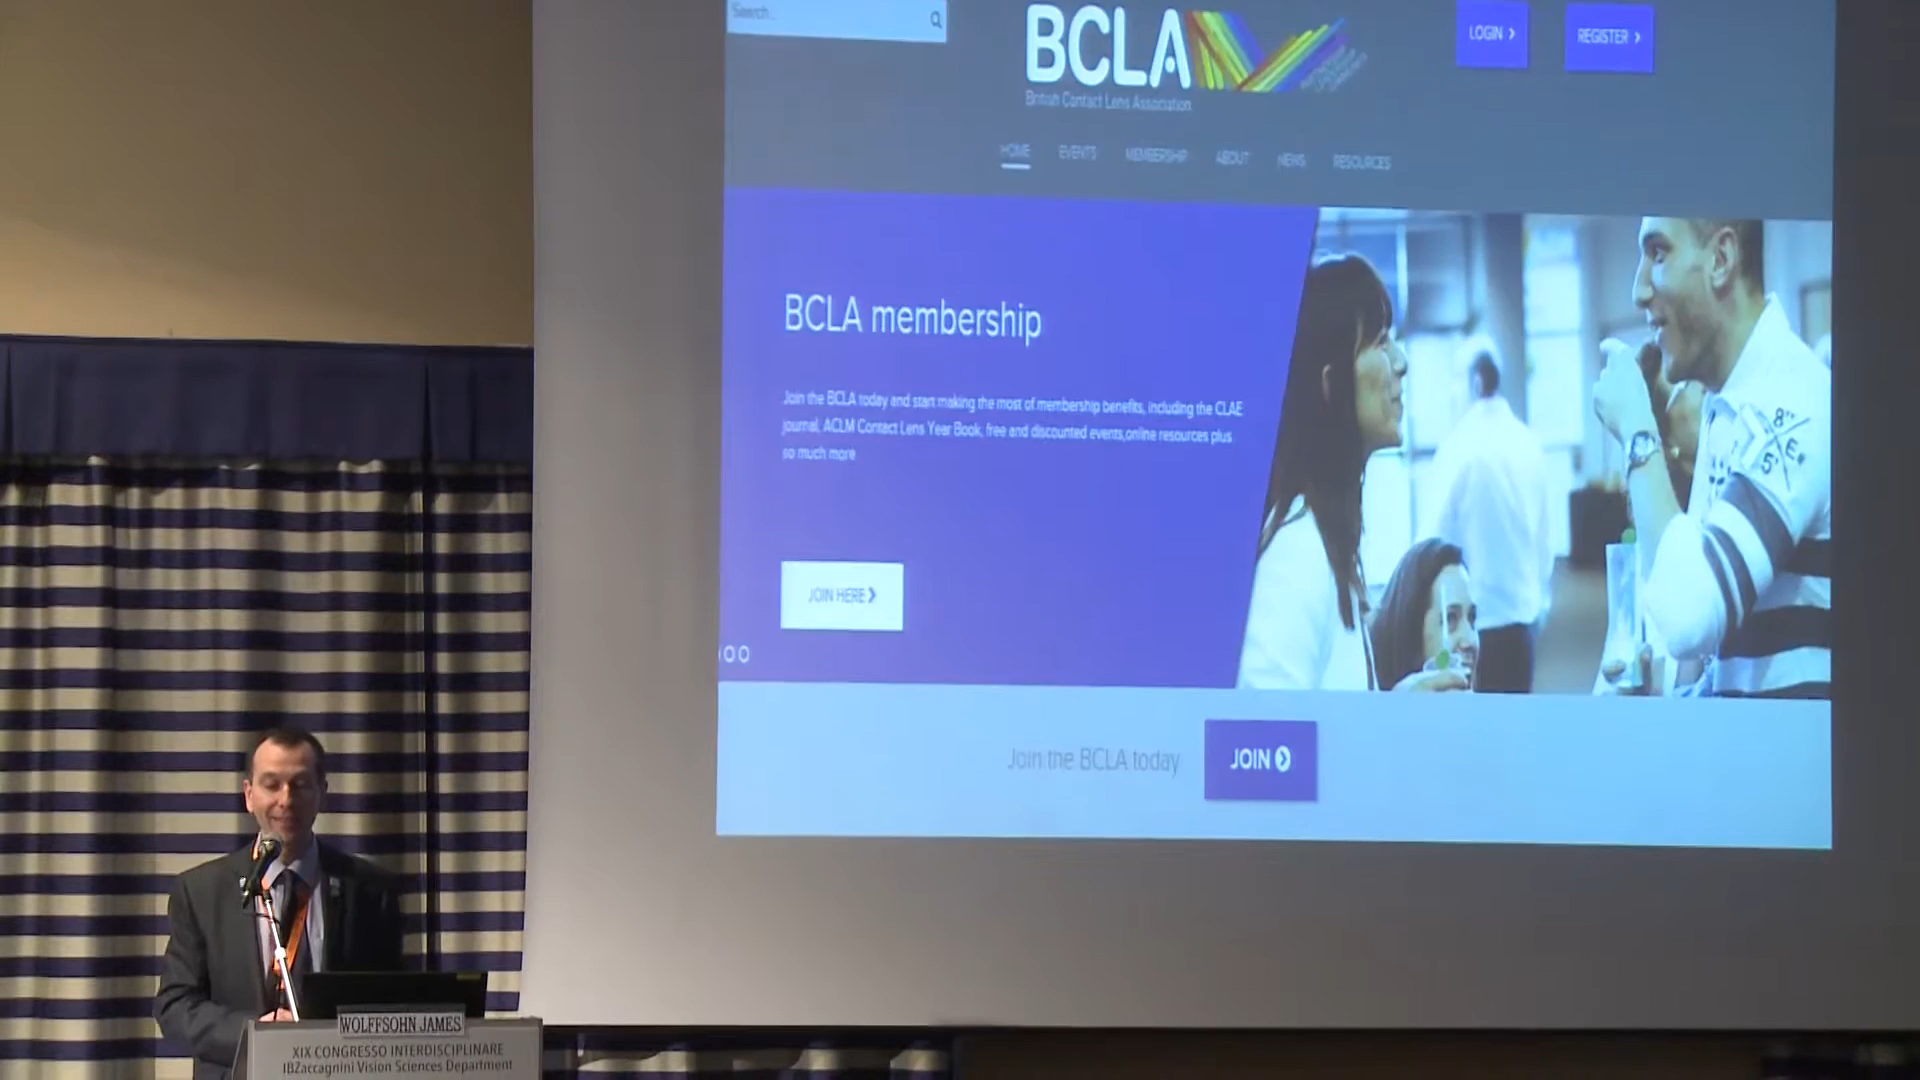 Search...
BCLA
British Contact Lens Association
LOGIN
REGISTER
HOME EVENTS MEMBERSHIP ABOUT NEWS RESOURCES
BCLA membership
Join the BCLA today and start making the most of membership benefits, including the CLAE
journal, ACLM Contact Lens Year Book, free and discounted events,online resources plus
so much more
JOIN HERE
Join the BCLA today
JOIN
8" E
5
WOLFFSOHN JAMES
XIX CONGRESSO INTERDISCIPLINARE
IBZaccagnini Vision Sciences Department